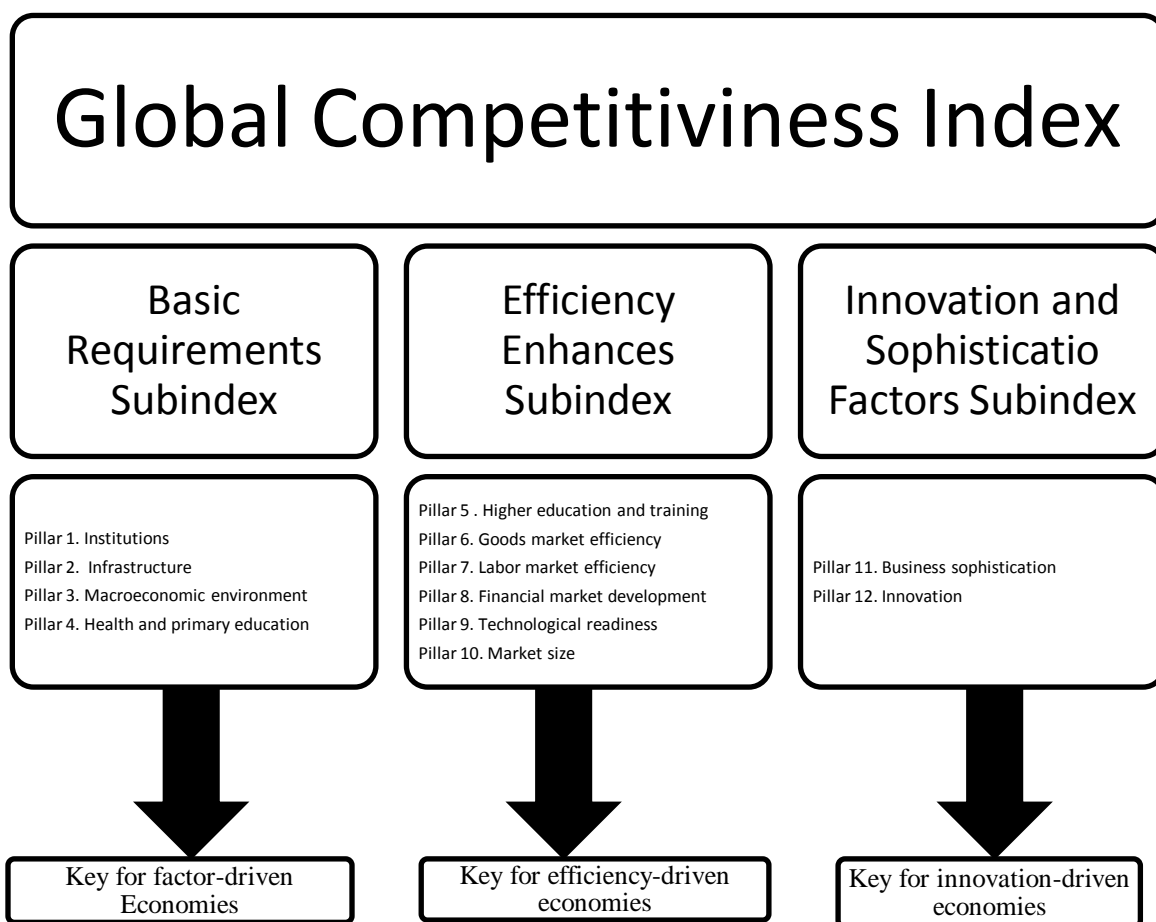 Global Competitiviness Index
Basic
Requirements
Subindex
Efficiency
Enhances
Subindex
Innovation and
Sophisticatio
Factors Subindex
Pillar 1. Institutions
Pillar 2. Infrastructure
Pillar 3. Macroeconomic environment
Pillar 4. Health and primary education
Pillar 5 . Higher education and training
Pillar 6. Goods market efficiency
Pillar 7. Labor market efficiency
Pillar 8. Financial market development
Pillar 9. Technological readiness
Pillar 10. Market size
Pillar 11. Business sophistication
Pillar 12. Innovation
Key for factor-driven
Economies
Key for efficiency-driven
economies
Key for innovation-driven
economies